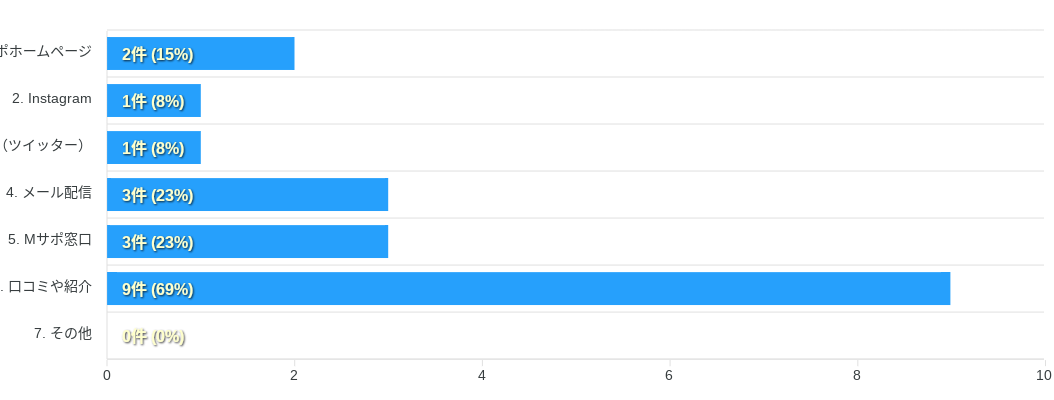 ポホームページ
2件 (15%)
2. Instagram
1件 (8%)
（ツイッター）
1件 (8%)
4. メール配信
3件 (23%)
5. Mサポ窓口
3件 (23%)
. 口コミや紹介
9件 (69%)
7. その他
0件 (0%)
0 2 4 6 8 10